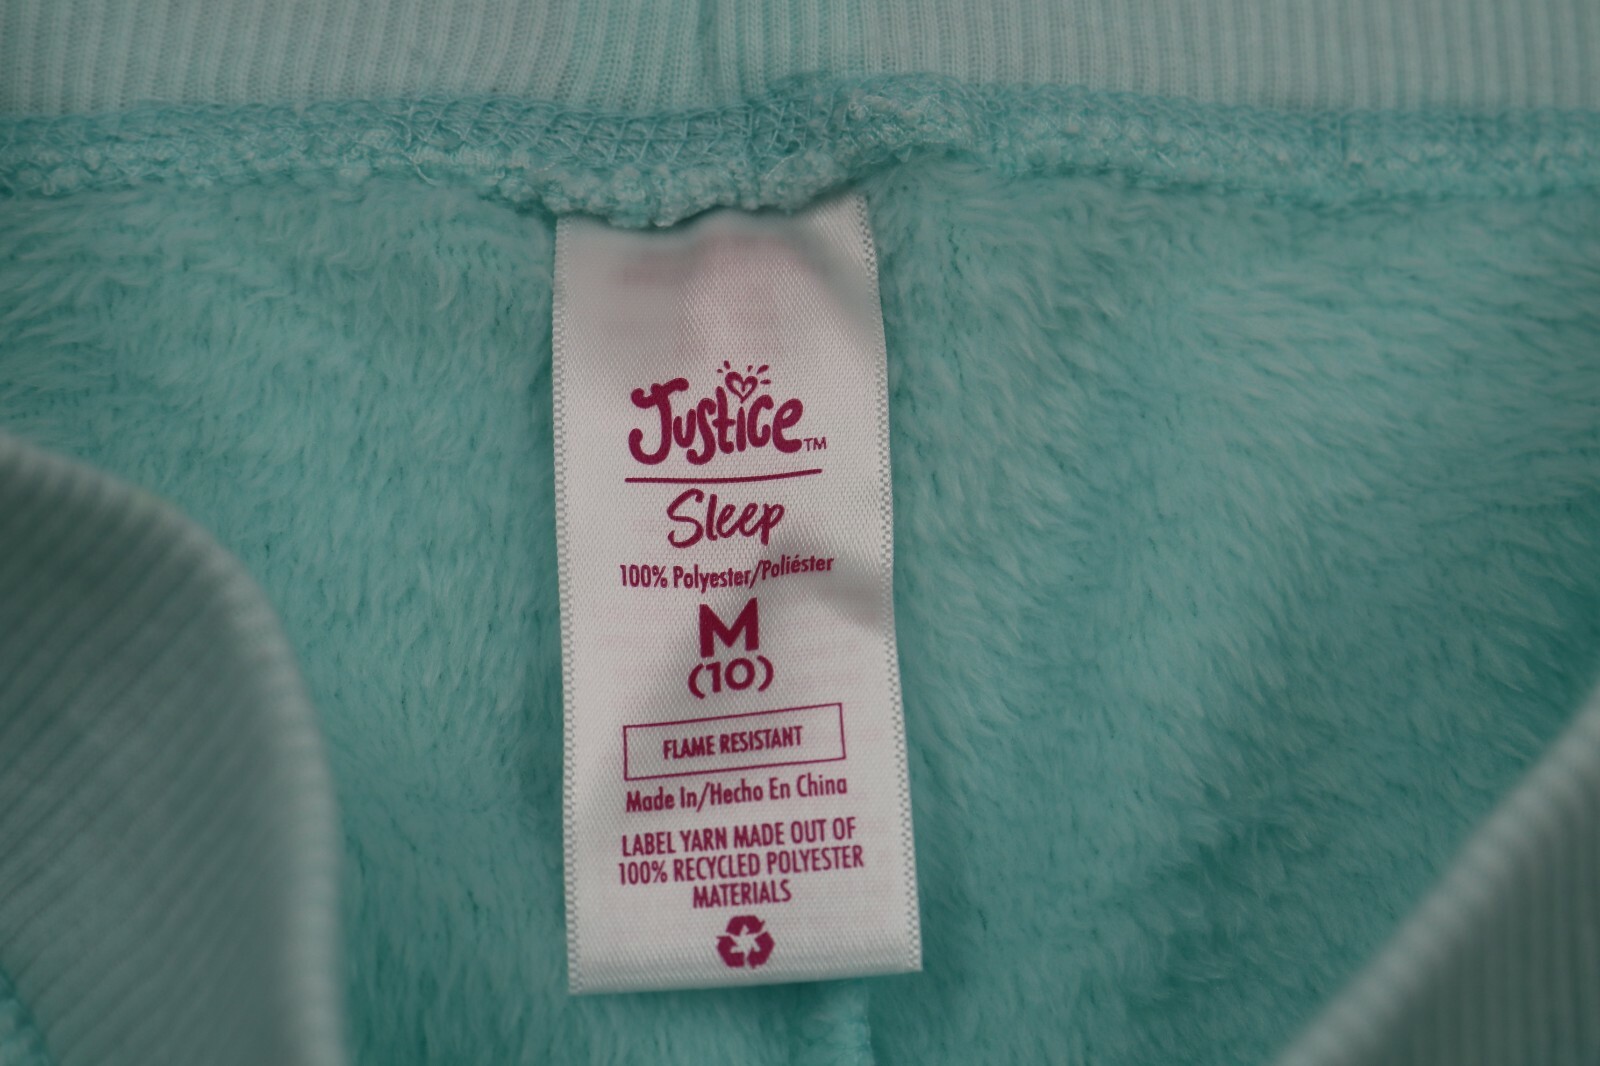 Justice™
Sleep
100% Polyester/Poliéster
M
(10)
FLAME RESISTANT
Made In/Hecho En China
LABEL YARN MADE OUT OF
100% RECYCLED POLYESTER
MATERIALS